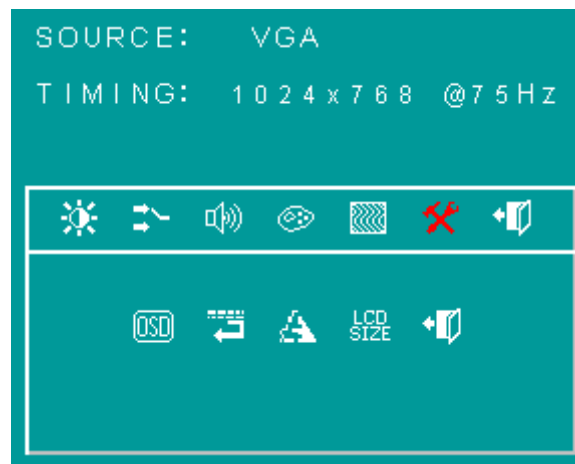 SOURCE: VGA
TIMING: 1024x768 @75Hz
OSD
LCD
SIZE